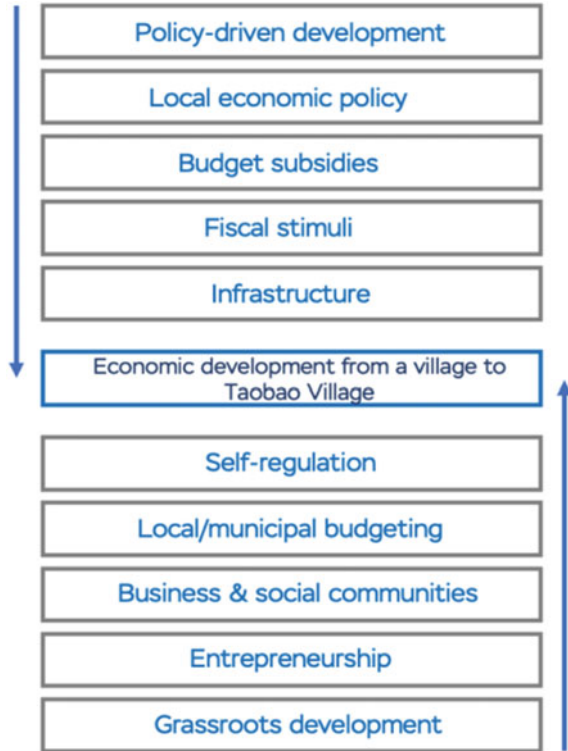 Policy-driven development
Local economic policy
Budget subsidies
Fiscal stimuli
Infrastructure
Economic development from a village to
Taobao Village
Self-regulation
Local/municipal budgeting
Business & social communities
Entrepreneurship
Grassroots development